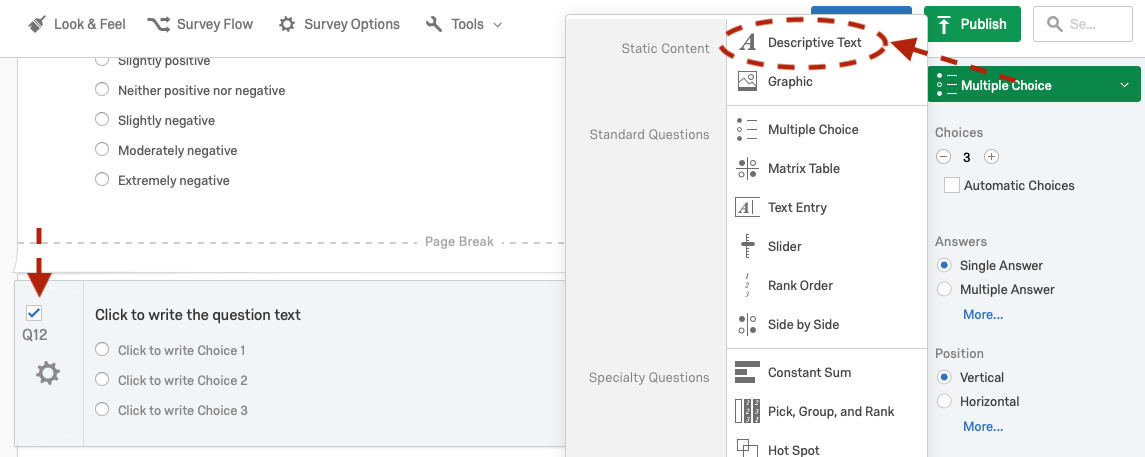 Look & Feel
Survey Flow
Survey Options
Tools
Publish
Se...
Slightly positive
Neither positive nor negative
Slightly negative
Moderately negative
Extremely negative
Page Break
Q12
Click to write the question text
Click to write Choice 1
Click to write Choice 2
Click to write Choice 3
Static Content
Descriptive Text
Graphic
Standard Questions
Multiple Choice
Matrix Table
Text Entry
Slider
Rank Order
Side by Side
Specialty Questions
Constant Sum
Pick, Group, and Rank
Hot Spot
Multiple Choice
Choices
3
Automatic Choices
Answers
Single Answer
Multiple Answer
More...
Position
Vertical
Horizontal
More...